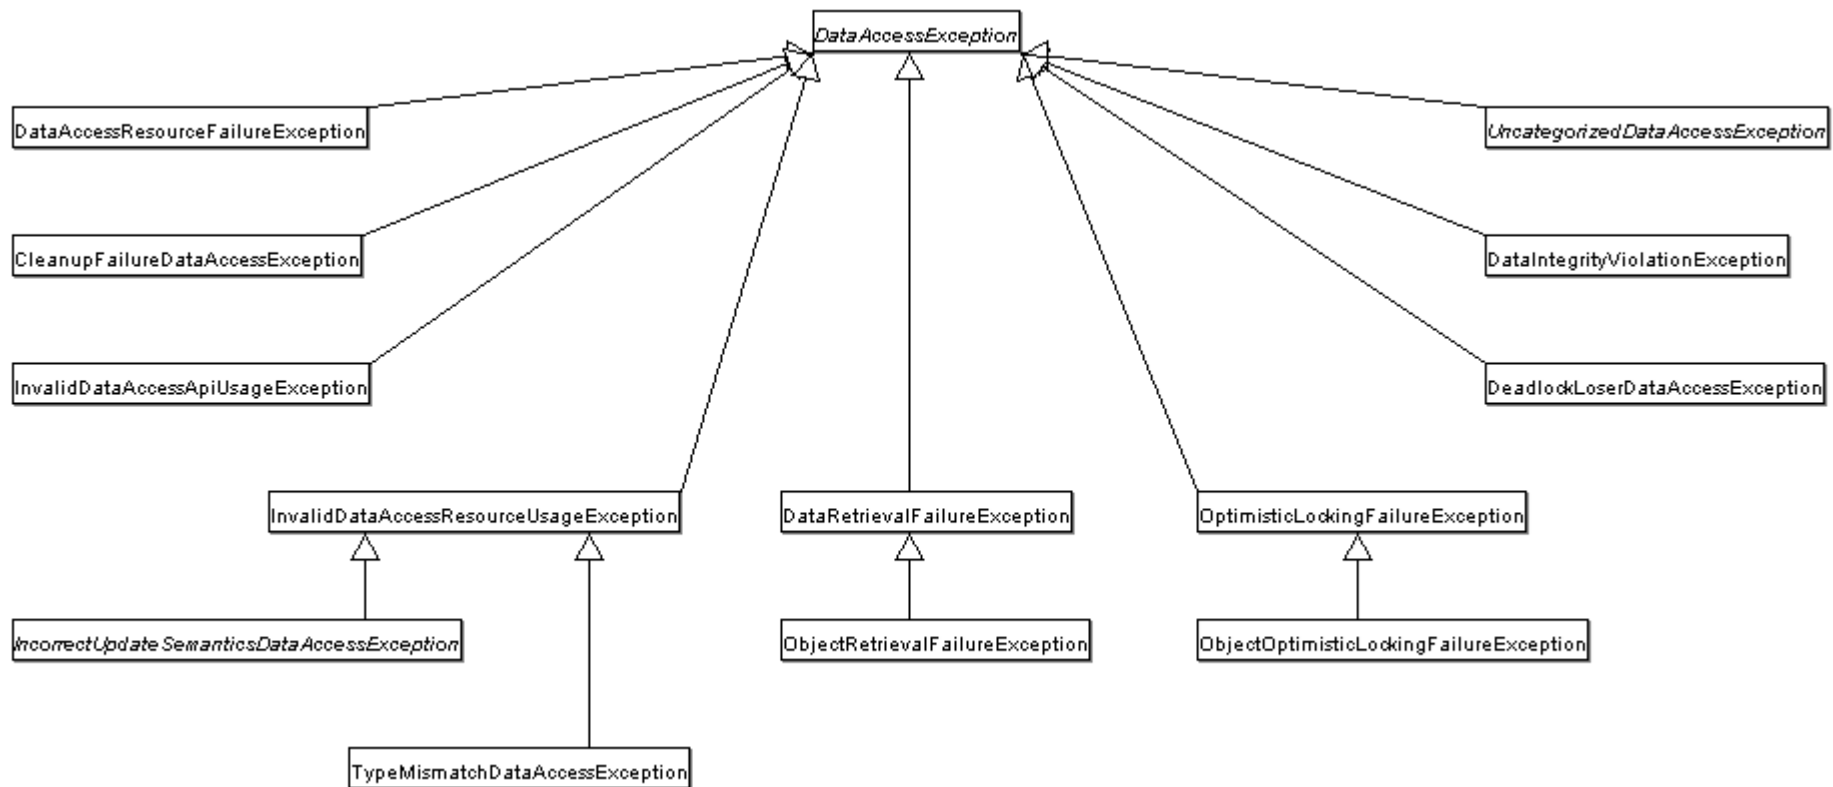 DataAccessException
DataAccessResourceFailureException
UncategorizedDataAccessException
CleanupFailureDataAccessException
DataIntegrityViolationException
InvalidDataAccessApiUsageException
DeadlockLoserDataAccessException
InvalidDataAccessResourceUsageException
DataRetrievalFailureException
OptimisticLockingFailureException
IncorrectUpdateSemanticsDataAccessException
ObjectRetrievalFailureException
ObjectOptimisticLockingFailureException
TypeMismatchDataAccessException